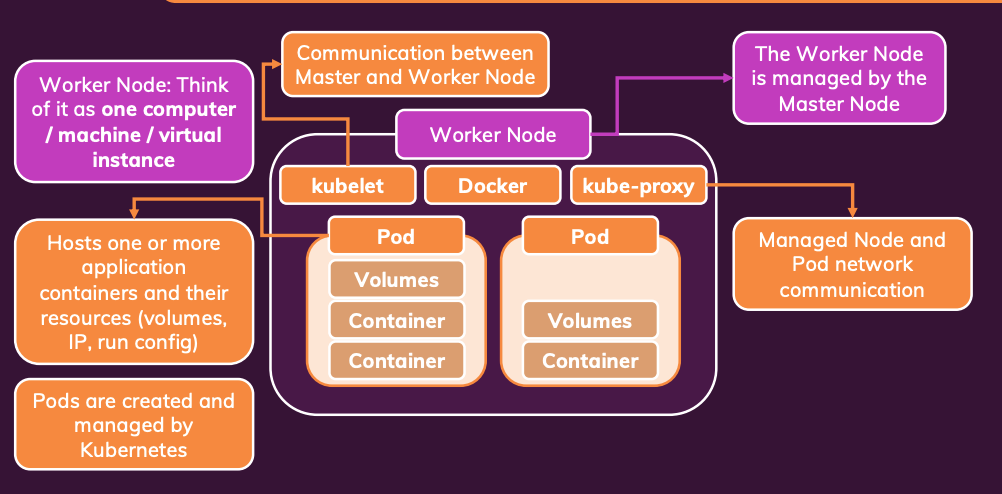 Communication between
Master and Worker Node
The Worker Node
is managed by the
Master Node
Worker Node: Think
of it as one computer
/ machine / virtual
instance
Worker Node
kubelet
Docker
kube-proxy
Hosts one or more
application
containers and their
resources (volumes,
IP, run config)
Pod
Volumes
Container
Container
Pod
Volumes
Container
Managed Node and
Pod network
communication
Pods are created and
managed by
Kubernetes